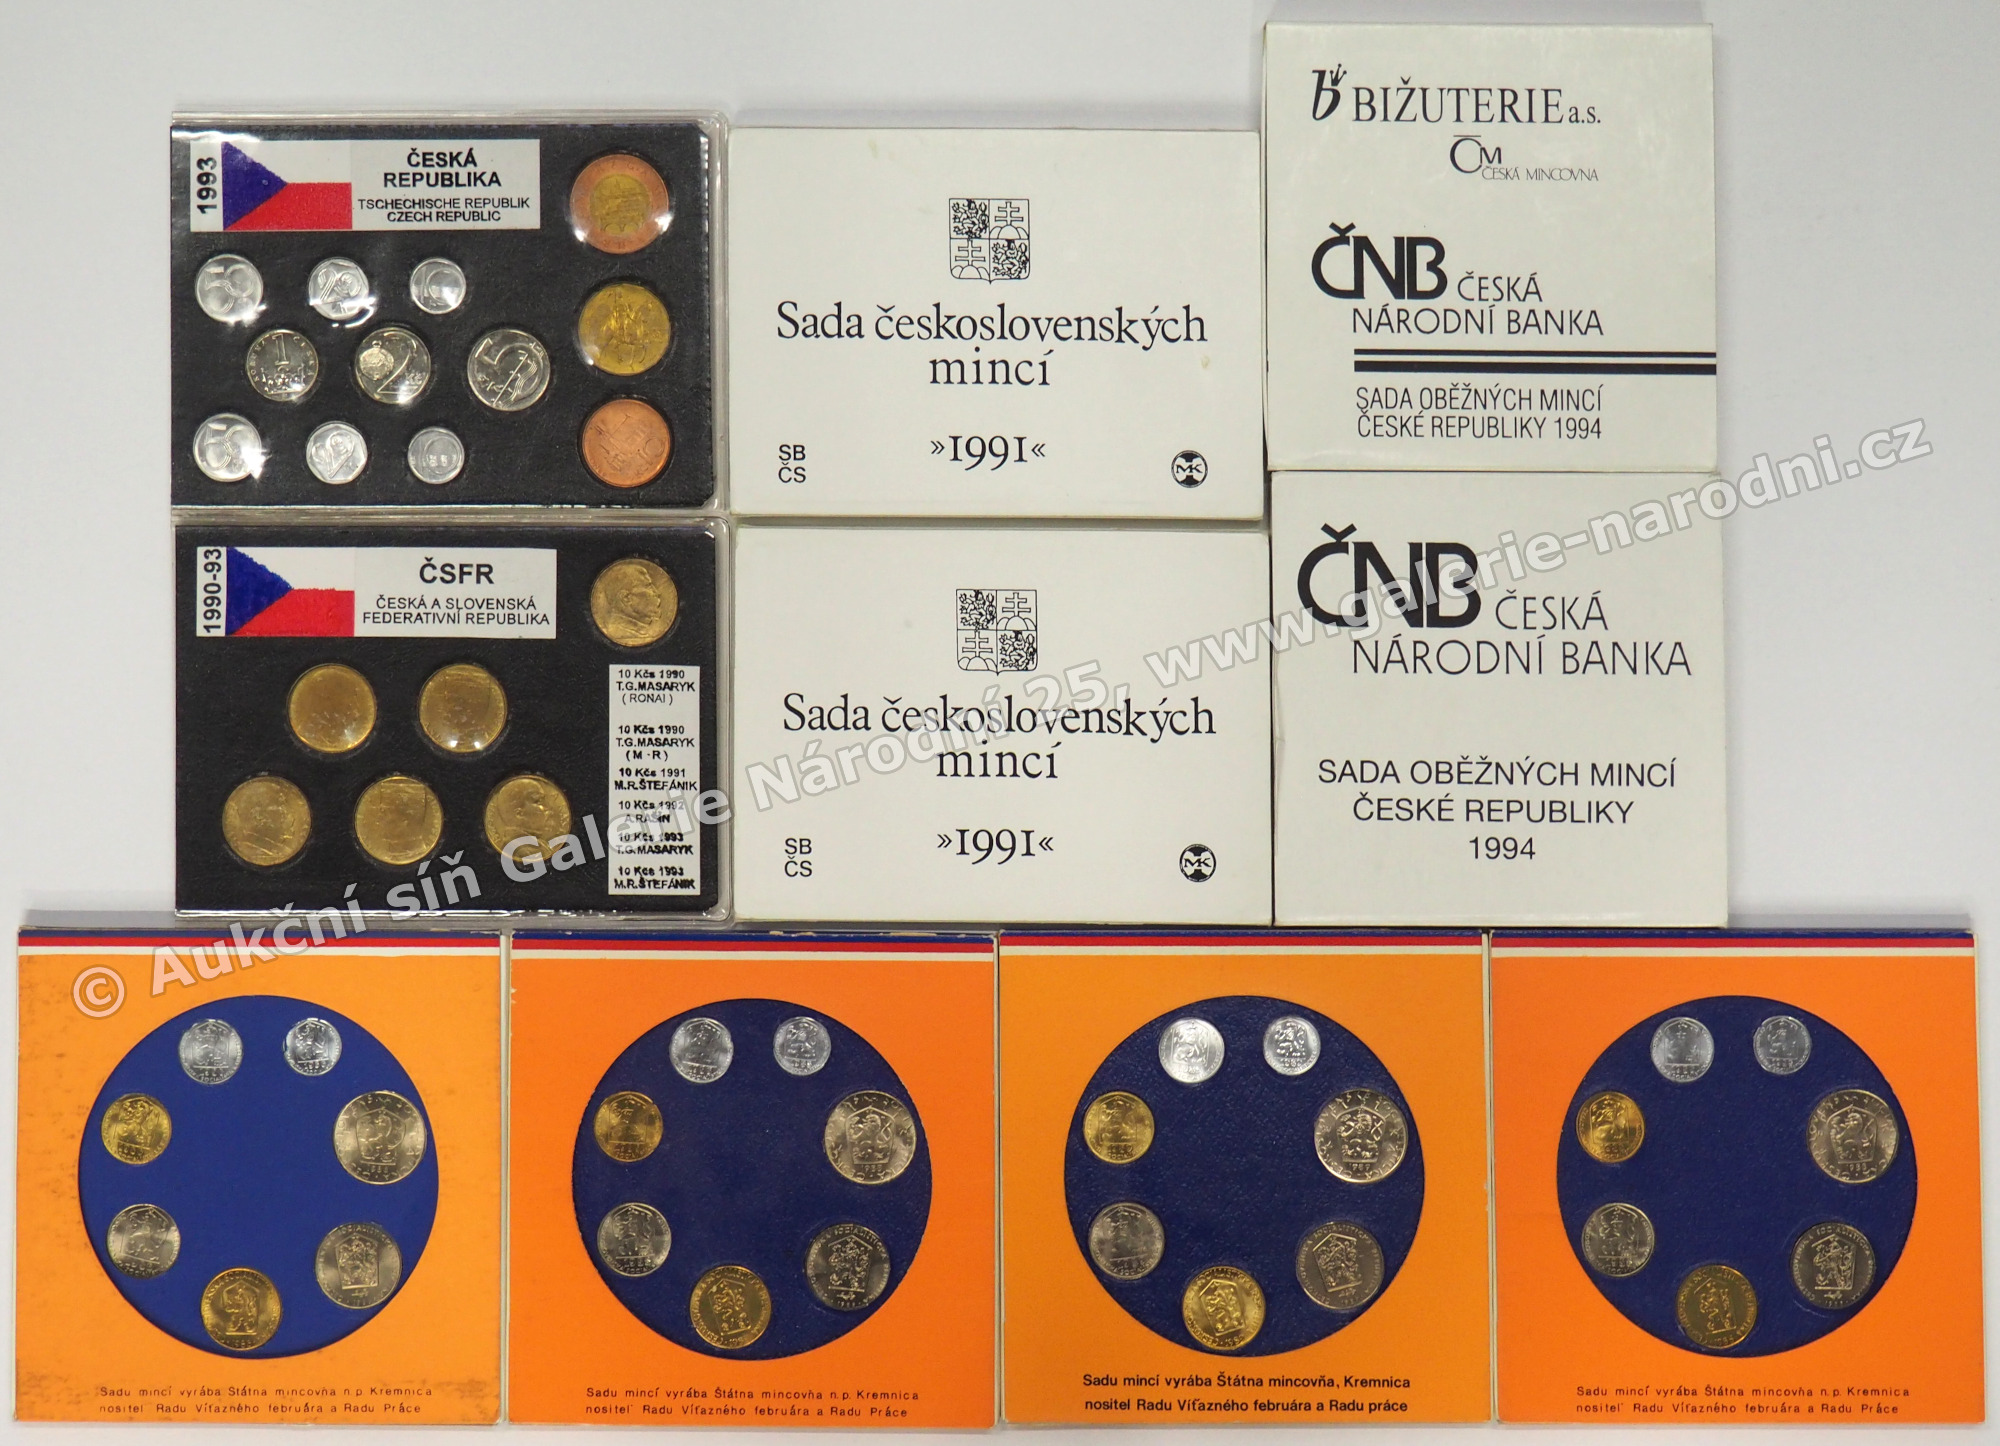 1993
ČESKÁ
REPUBLIKA
TSCHECHISCHE REPUBLIK
CZECH REPUBLIC
Sada československých
mincí
»1991«
SB
ČS
MK
BIŽUTERIE a.s.
ČM
ČESKÁ MINCOVNA
ČNB ČESKÁ
NÁRODNÍ BANKA
SADA OBĚŽNÝCH MINCÍ
ČESKÉ REPUBLIKY 1994
1990-93
ČSFR
ČESKÁ A SLOVENSKÁ
FEDERATIVNÍ REPUBLIKA
10 Kčs 1990
T.G.MASARYK
( RONAI )
10 Kčs 1990
T.G.MASARYK
( M - R )
10 Kčs 1991
M.R.ŠTEFÁNIK
10 Kčs 1992
A.RAŠÍN
10 Kčs 1993
T.G.MASARYK
10 Kčs 1993
M.R.ŠTEFÁNIK
Sada československých
mincí
»1991«
SB
ČS
MK
ČNB ČESKÁ
NÁRODNÍ BANKA
SADA OBĚŽNÝCH MINCÍ
ČESKÉ REPUBLIKY
1994
© Aukční síň Galerie Národní 25, www.galerie-narodni.cz
Sadu mincí vyrába Štátna mincovňa n.p. Kremnica
nositeľ Radu Víťazného februára a Radu Práce
Sadu mincí vyrába Štátna mincovňa n.p. Kremnica
nositeľ Radu Víťazného februára a Radu Práce
Sadu mincí vyrába Štátna mincovňa, Kremnica
nositel Radu Víťazného februára a Radu práce
Sadu mincí vyrába Štátna mincovňa n.p. Kremnica
nositeľ Radu Víťazného februára a Radu Práce